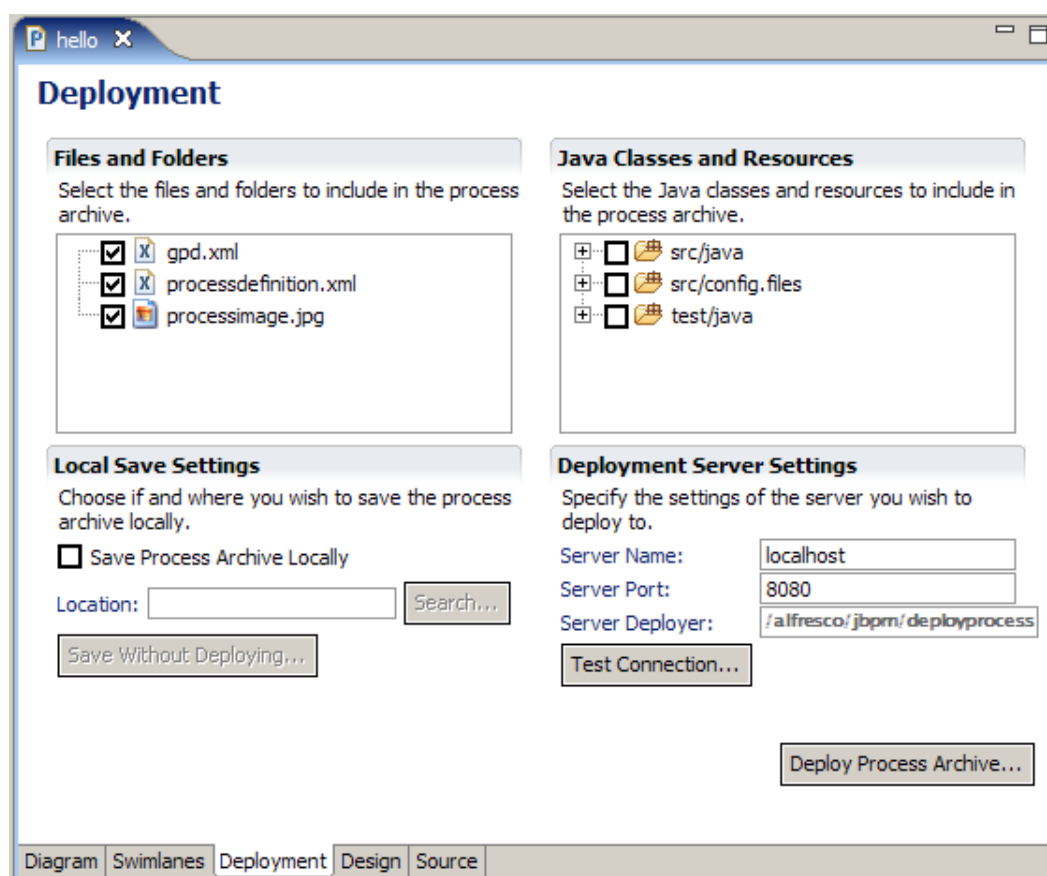 hello
Deployment
Files and Folders
Select the files and folders to include in the process
archive.
gpd.xml
processdefinition.xml
processimage.jpg
Java Classes and Resources
Select the Java classes and resources to include in
the process archive.
src/java
src/config.files
test/java
Local Save Settings
Choose if and where you wish to save the process
archive locally.
Save Process Archive Locally
Location:
Search...
Save Without Deploying...
Deployment Server Settings
Specify the settings of the server you wish to
deploy to.
Server Name: localhost
Server Port: 8080
Server Deployer: /alfresco/jbpm/deployprocess
Test Connection...
Deploy Process Archive...
Diagram Swimlanes Deployment Design Source